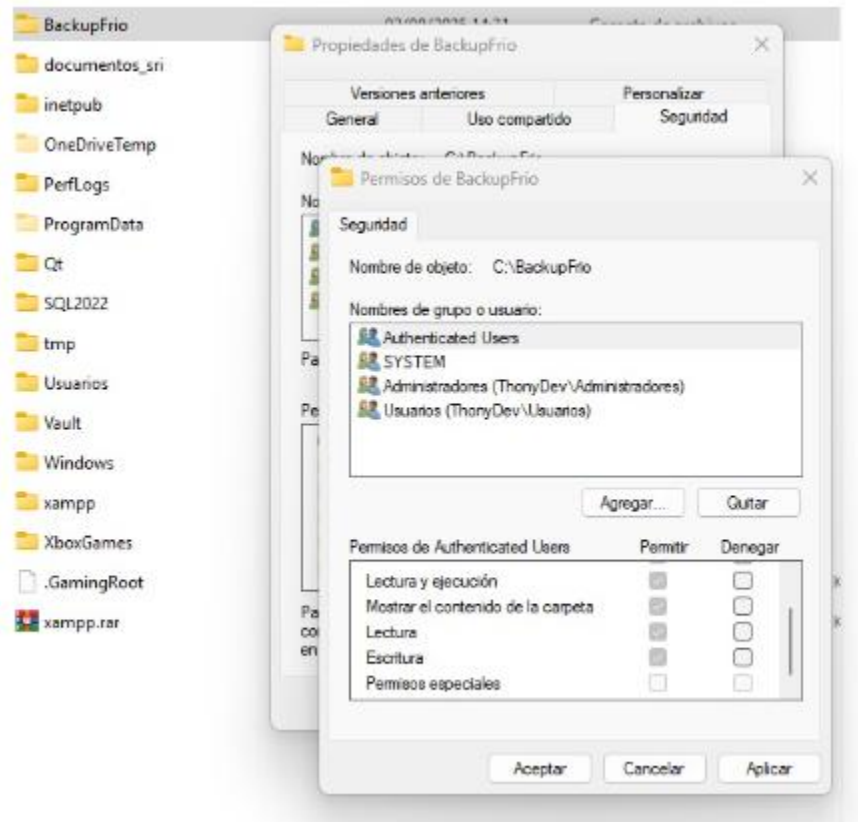 BackupFrio
documentos_sri
inetpub
OneDriveTemp
PerfLogs
ProgramData
Qt
SQL2022
tmp
Usuarios
Vault
Windows
xampp
XboxGames
.GamingRoot
xampp.rar
Propiedades de BackupFrio
Versiones anteriores Personalizar
General Uso compartido Seguridad
Permisos de BackupFrio
Seguridad
Nombre de objeto: C:\BackupFrio
Nombres de grupo o usuario:
Authenticated Users
SYSTEM
Administradores (ThonyDev\Administradores)
Usuarios (ThonyDev\Usuarios)
Agregar... Quitar
Permisos de Authenticated Users Permitir Denegar
Lectura y ejecución
Mostrar el contenido de la carpeta
Lectura
Escritura
Permisos especiales
Aceptar Cancelar Aplicar